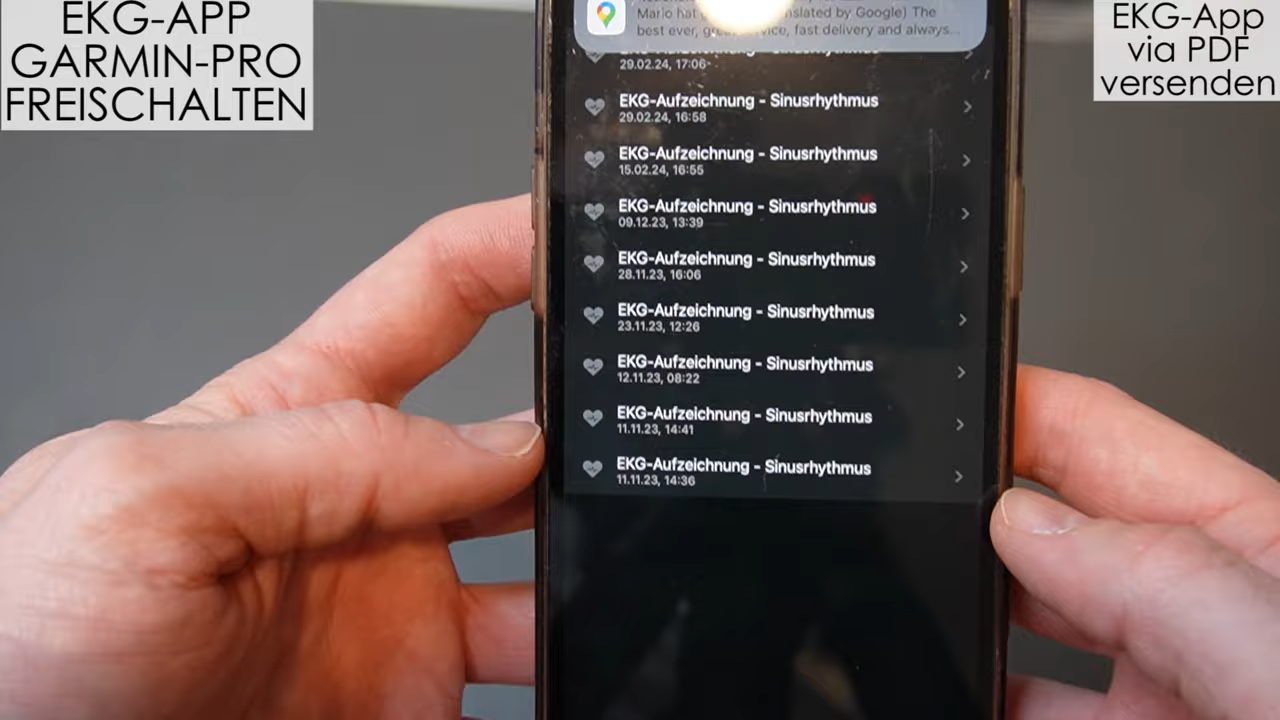 EKG-APP
GARMIN-PRO
FREISCHALTEN
EKG-App
via PDF
versenden
Mario hat by Google) The
best ever, fast delivery and always...
29.02.24, 17:06
EKG-Aufzeichnung - Sinusrhythmus
29.02.24, 16:58
EKG-Aufzeichnung - Sinusrhythmus
15.02.24, 16:55
EKG-Aufzeichnung - Sinusrhythmus
09.12.23, 13:39
EKG-Aufzeichnung - Sinusrhythmus
28.11.23, 16:06
EKG-Aufzeichnung - Sinusrhythmus
23.11.23, 12:26
EKG-Aufzeichnung - Sinusrhythmus
12.11.23, 08:22
EKG-Aufzeichnung - Sinusrhythmus
11.11.23, 14:41
EKG-Aufzeichnung - Sinusrhythmus
11.11.23, 14:36